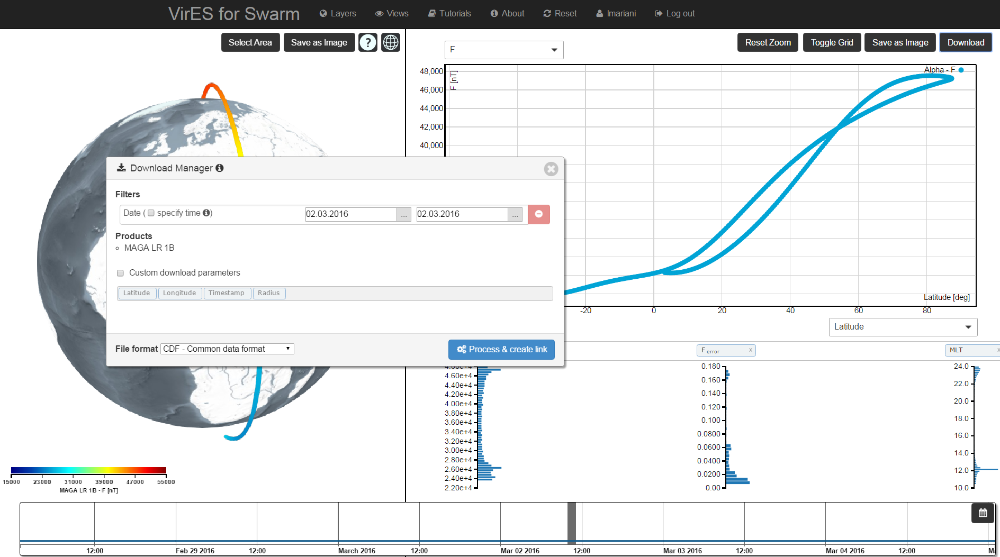 VirES for Swarm Layers Views Tutorials About Reset lmariani Log out
Select Area Save as Image ?
F
Reset Zoom Toggle Grid Save as Image Download
Alpha - F
F [nT]
48,000
46,000
44,000
42,000
40,000
Latitude [deg]
-20 0 20 40 60 80
Latitude
Download Manager
Filters
Date ( specify time ) 02.03.2016 ... 02.03.2016 ...
Products
MAGA LR 1B
Custom download parameters
Latitude Longitude Timestamp Radius
File format CDF - Common data format Process & create link
F error x
MLT x
4.80e+4
4.60e+4
4.40e+4
4.20e+4
4.00e+4
3.80e+4
3.60e+4
3.40e+4
3.20e+4
3.00e+4
2.80e+4
2.60e+4
2.40e+4
2.20e+4
0.180
0.160
0.140
0.120
0.100
0.0800
0.0600
0.0400
0.0200
0.00
24.0
22.0
20.0
18.0
16.0
14.0
12.0
10.0
15000 23000 31000 39000 47000 55000
MAGA LR 1B - F [nT]
12:00 Feb 29 2016 12:00 March 2016 12:00 Mar 02 2016 12:00 Mar 03 2016 12:00 Mar 04 2016 12:00